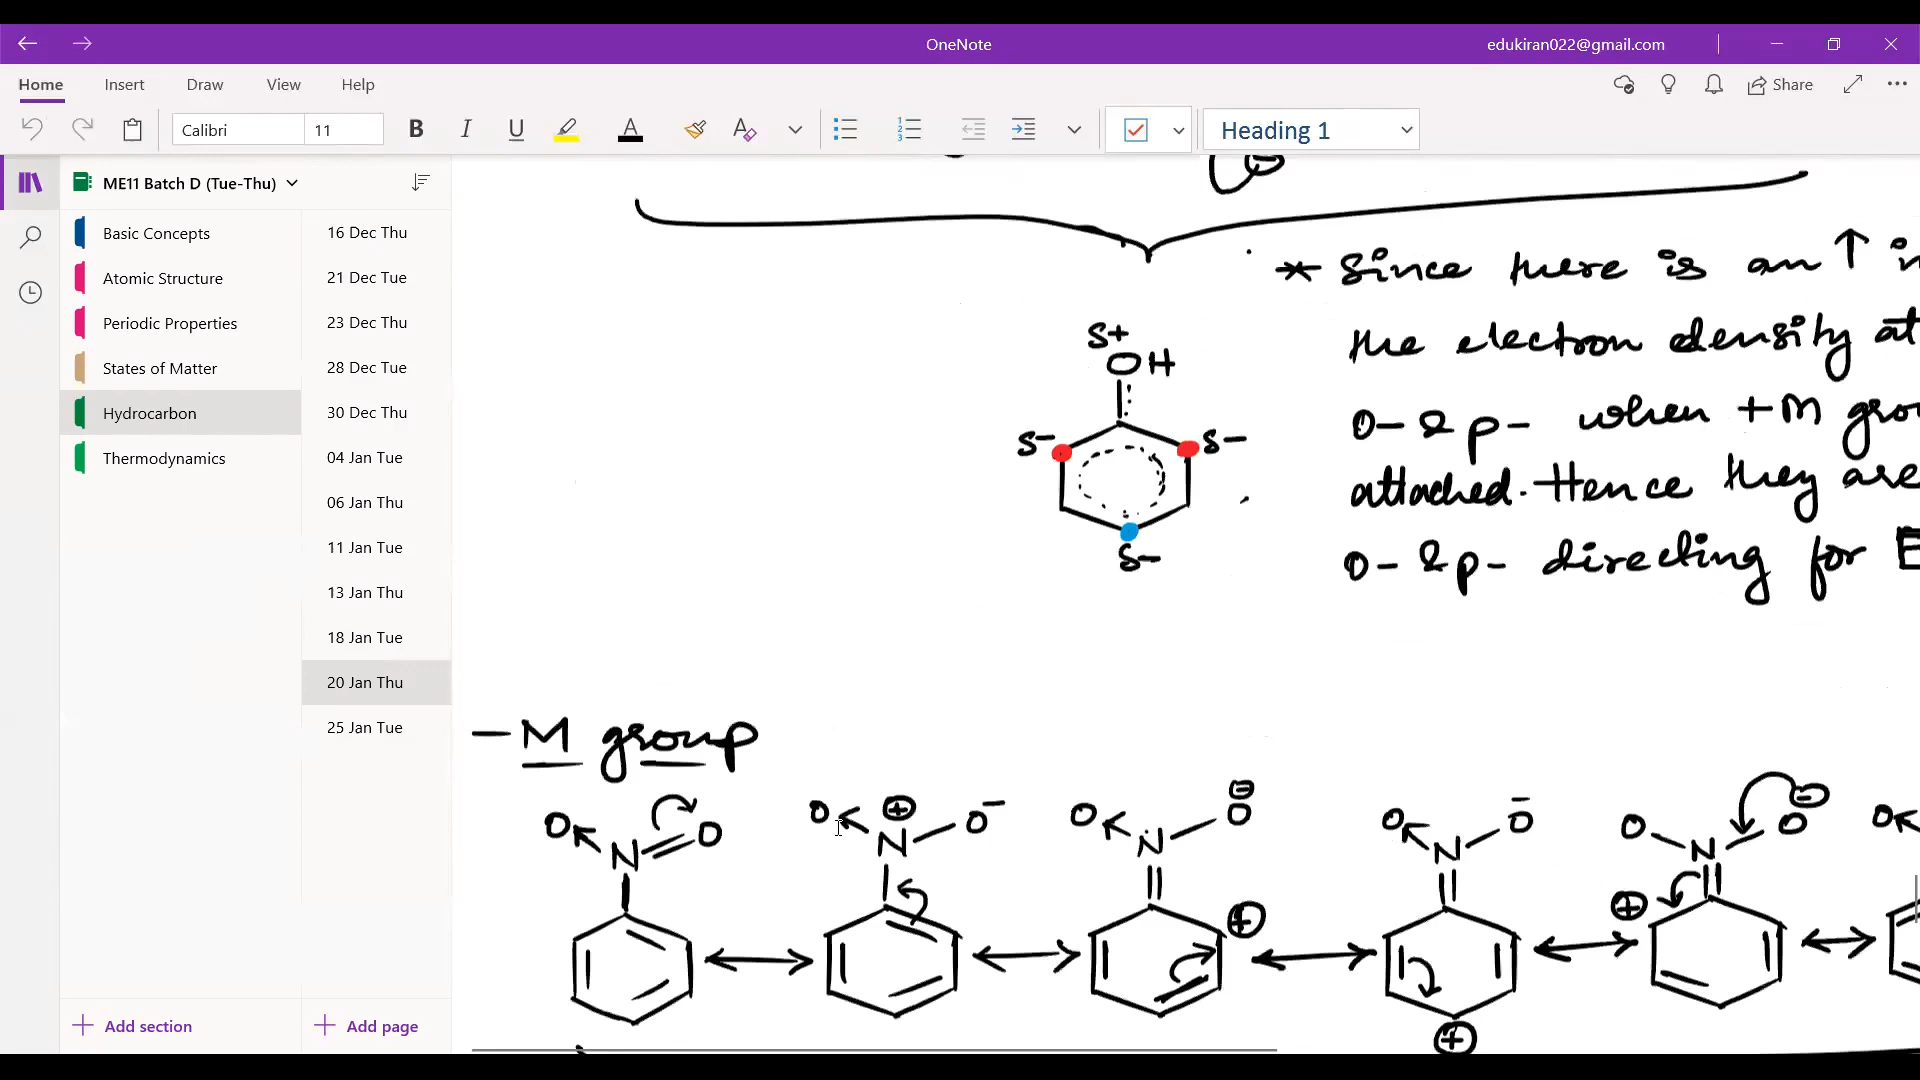 OneNote
edukiran022@gmail.com
Home Insert Draw View Help
Share
Calibri 11 B I U A Heading 1
ME11 Batch D (Tue-Thu)
Basic Concepts
Atomic Structure
Periodic Properties
States of Matter
Hydrocarbon
Thermodynamics
16 Dec Thu
21 Dec Tue
23 Dec Thu
28 Dec Tue
30 Dec Thu
04 Jan Tue
06 Jan Thu
11 Jan Tue
13 Jan Thu
18 Jan Tue
20 Jan Thu
25 Jan Tue
Add section
Add page
* Since there is an ↑ in
the electron density at
o- & p- when +M
attached. Hence they are
o- & p- directing for
δ+
OH
δ- δ-
δ-
-M group
O N O
O ⊕ N O-
O N O ⊖
⊕
O N O-
⊕
O N O ⊖
⊕
O